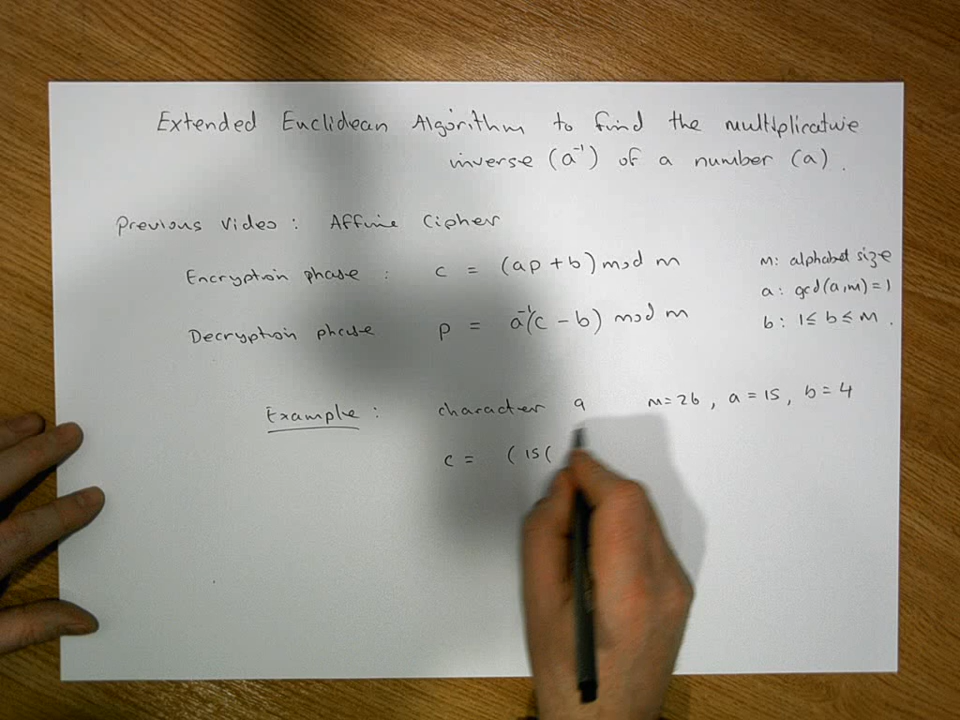 Extended Euclidean Algorithm to find the multiplicative
inverse (a⁻¹) of a number (a).
Previous Video : Affine Cipher
Encryption phase : c = (ap + b) mod m
m: alphabet size
a: gcd(a,m) = 1
Decryption phase p = a⁻¹(c - b) mod m
b: 1 ≤ b ≤ m.
Example : character a m=26, a = 15, b = 4
c = (15(